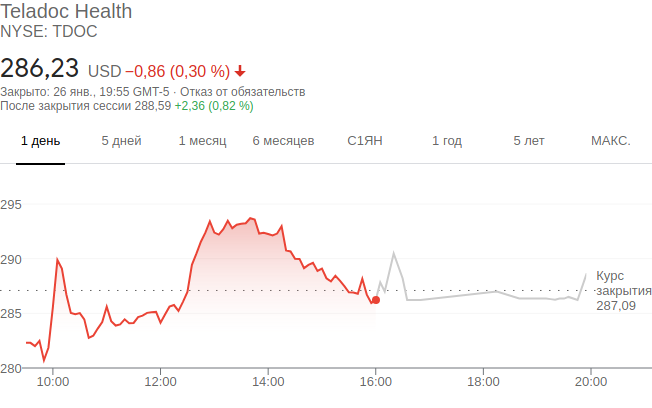 Teladoc Health
NYSE: TDOC
286,23 USD −0,86 (0,30 %)
Закрыто: 26 янв., 19:55 GMT-5 · Отказ от обязательств
После закрытия сессии 288,59 +2,36 (0,82 %)
1 день 5 дней 1 месяц 6 месяцев С1ЯН 1 год 5 лет МАКС.
295
290
Курс
закрытия
287,09
285
280
10:00 12:00 14:00 16:00 18:00 20:00